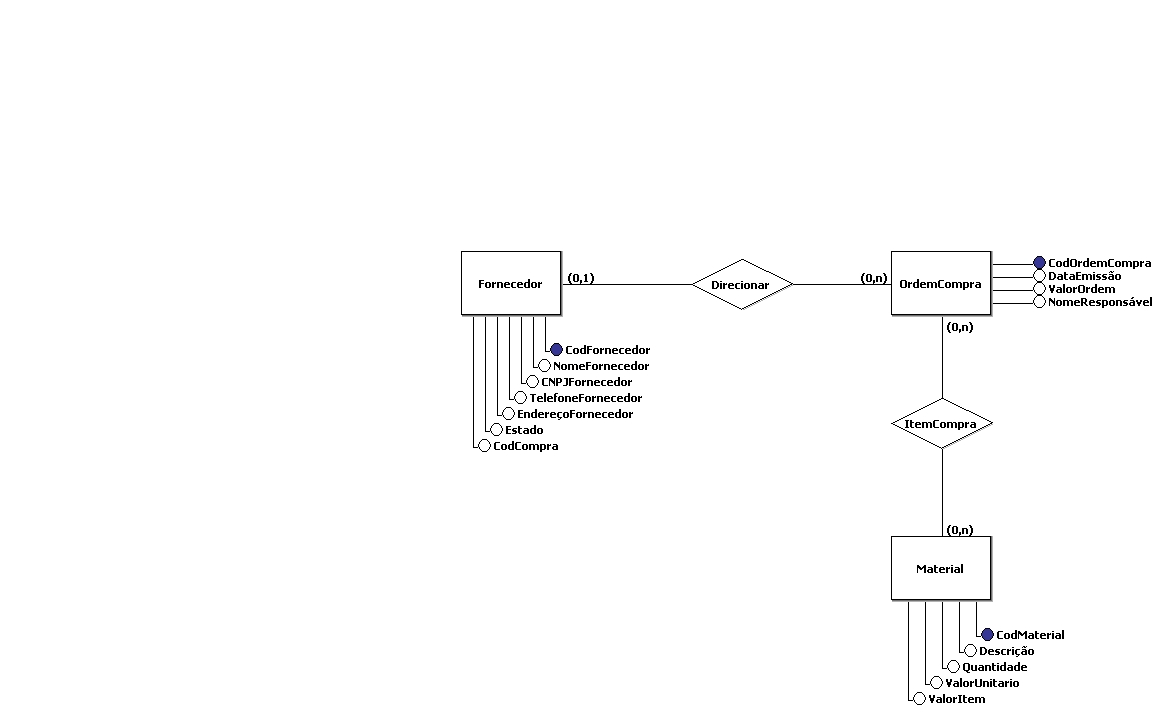 Fornecedor
(0,1)
Direcionar
(0,n)
OrdemCompra
CodOrdemCompra
DataEmissão
ValorOrdem
NomeResponsável
(0,n)
CodFornecedor
NomeFornecedor
CNPJFornecedor
TelefoneFornecedor
EndereçoFornecedor
Estado
CodCompra
ItemCompra
(0,n)
Material
CodMaterial
Descrição
Quantidade
ValorUnitario
ValorItem